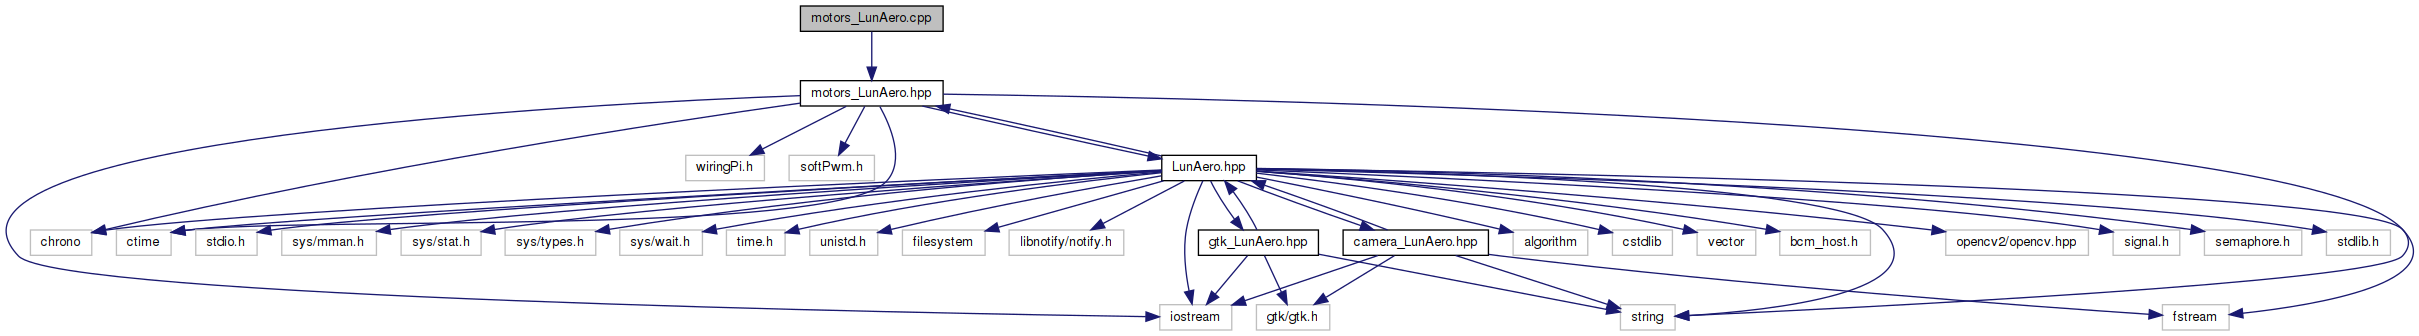 motors_LunAero.cpp
motors_LunAero.hpp
wiringPi.h
softPwm.h
LunAero.hpp
chrono
ctime
stdio.h
sys/mman.h
sys/stat.h
sys/types.h
sys/wait.h
time.h
unistd.h
filesystem
libnotify/notify.h
gtk_LunAero.hpp
camera_LunAero.hpp
algorithm
cstdlib
vector
bcm_host.h
opencv2/opencv.hpp
signal.h
semaphore.h
stdlib.h
iostream
gtk/gtk.h
string
fstream